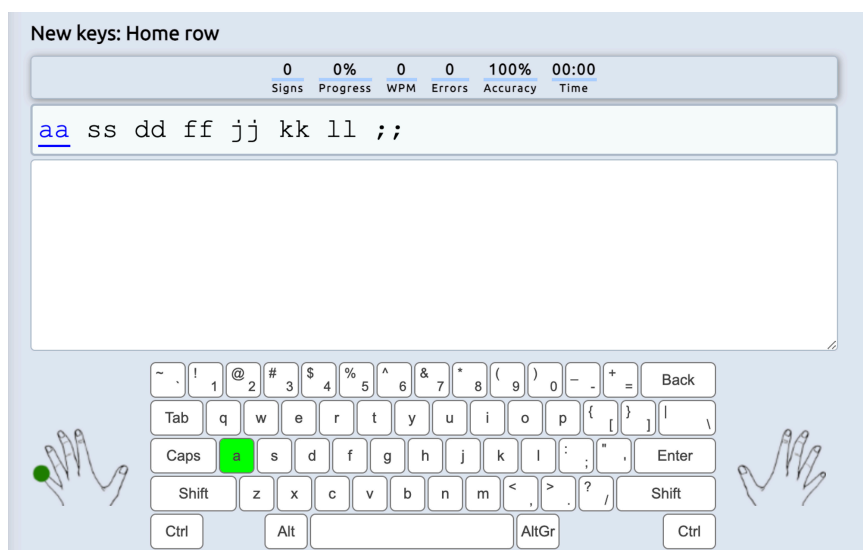 New keys: Home row
0 0% 0 0 100% 00:00
Signs Progress WPM Errors Accuracy Time
aa ss dd ff jj kk ll ;;
~ ` ! 1 @ 2 # 3 $ 4 % 5 ^ 6 & 7 * 8 ( 9 ) 0 _ - + = Back
Tab q w e r t y u i o p { [ } ] | \
Caps a s d f g h j k l : ; " ' Enter
Shift z x c v b n m < , > . ? / Shift
Ctrl Alt AltGr Ctrl